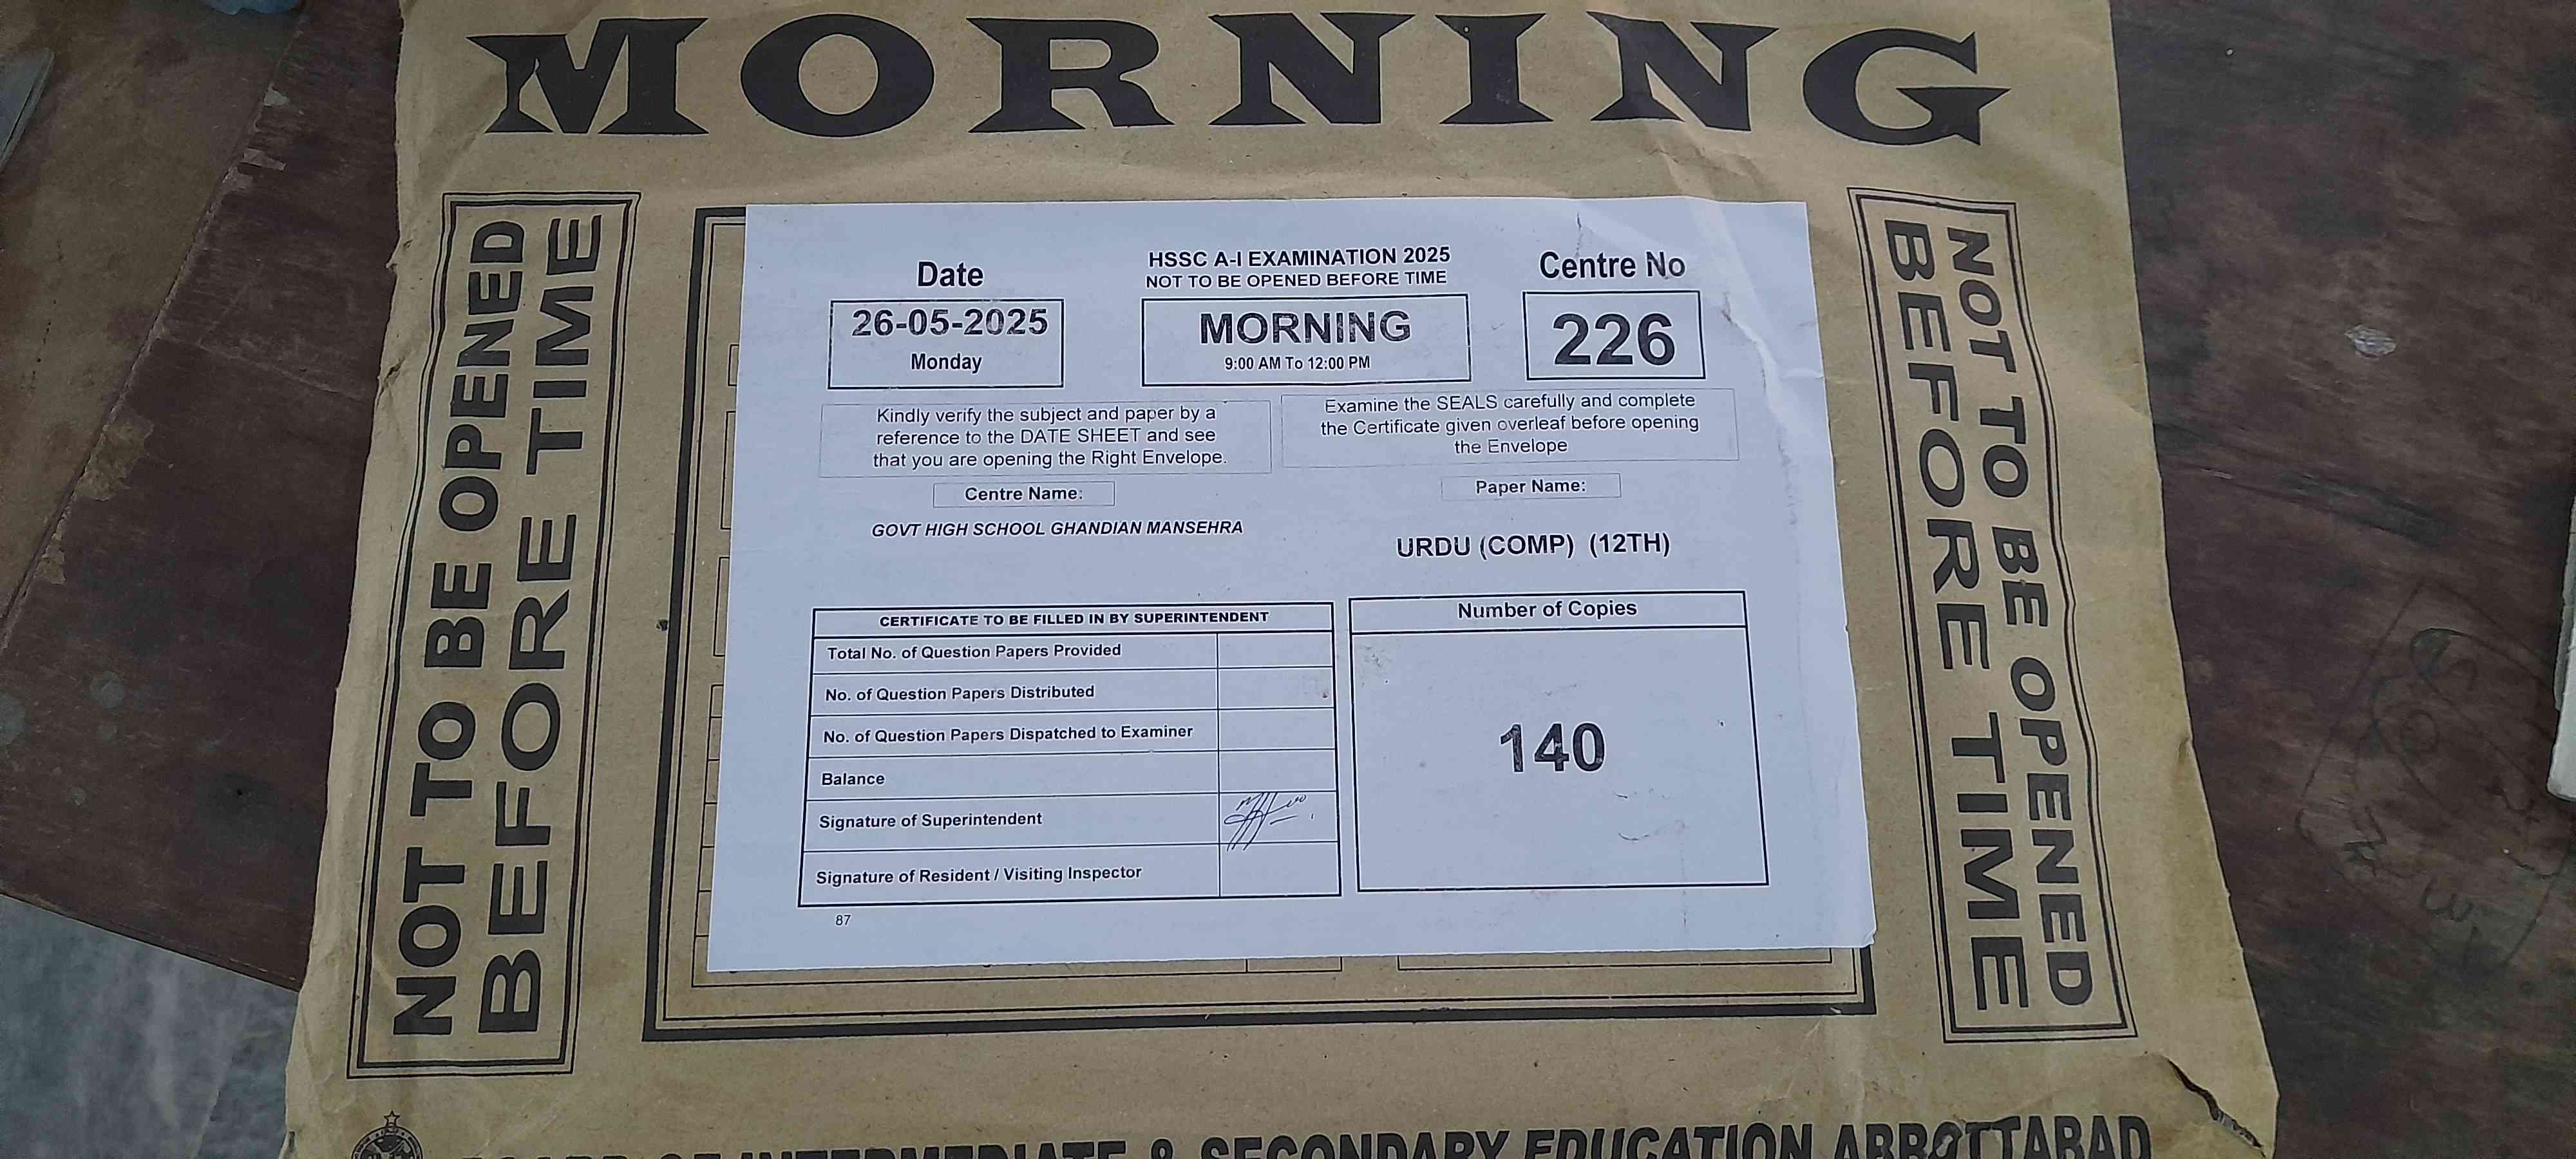 MORNING
NOT TO BE OPENED
BEFORE TIME
Date
26-05-2025
Monday
HSSC A-I EXAMINATION 2025
NOT TO BE OPENED BEFORE TIME
MORNING
9:00 AM To 12:00 PM
Centre No
226
Kindly verify the subject and paper by a
reference to the DATE SHEET and see
that you are opening the Right Envelope.
Examine the SEALS carefully and complete
the Certificate given overleaf before opening
the Envelope
Centre Name:
GOVT HIGH SCHOOL GHANDIAN MANSEHRA
Paper Name:
URDU (COMP) (12TH)
CERTIFICATE TO BE FILLED IN BY SUPERINTENDENT
Total No. of Question Papers Provided
No. of Question Papers Distributed
No. of Question Papers Dispatched to Examiner
Balance
Signature of Superintendent
Signature of Resident / Visiting Inspector
Number of Copies
140
87
NOT TO BE OPENED
BEFORE TIME
BOARD OF INTERMEDIATE & SECONDARY EDUCATION ABBOTTABAD